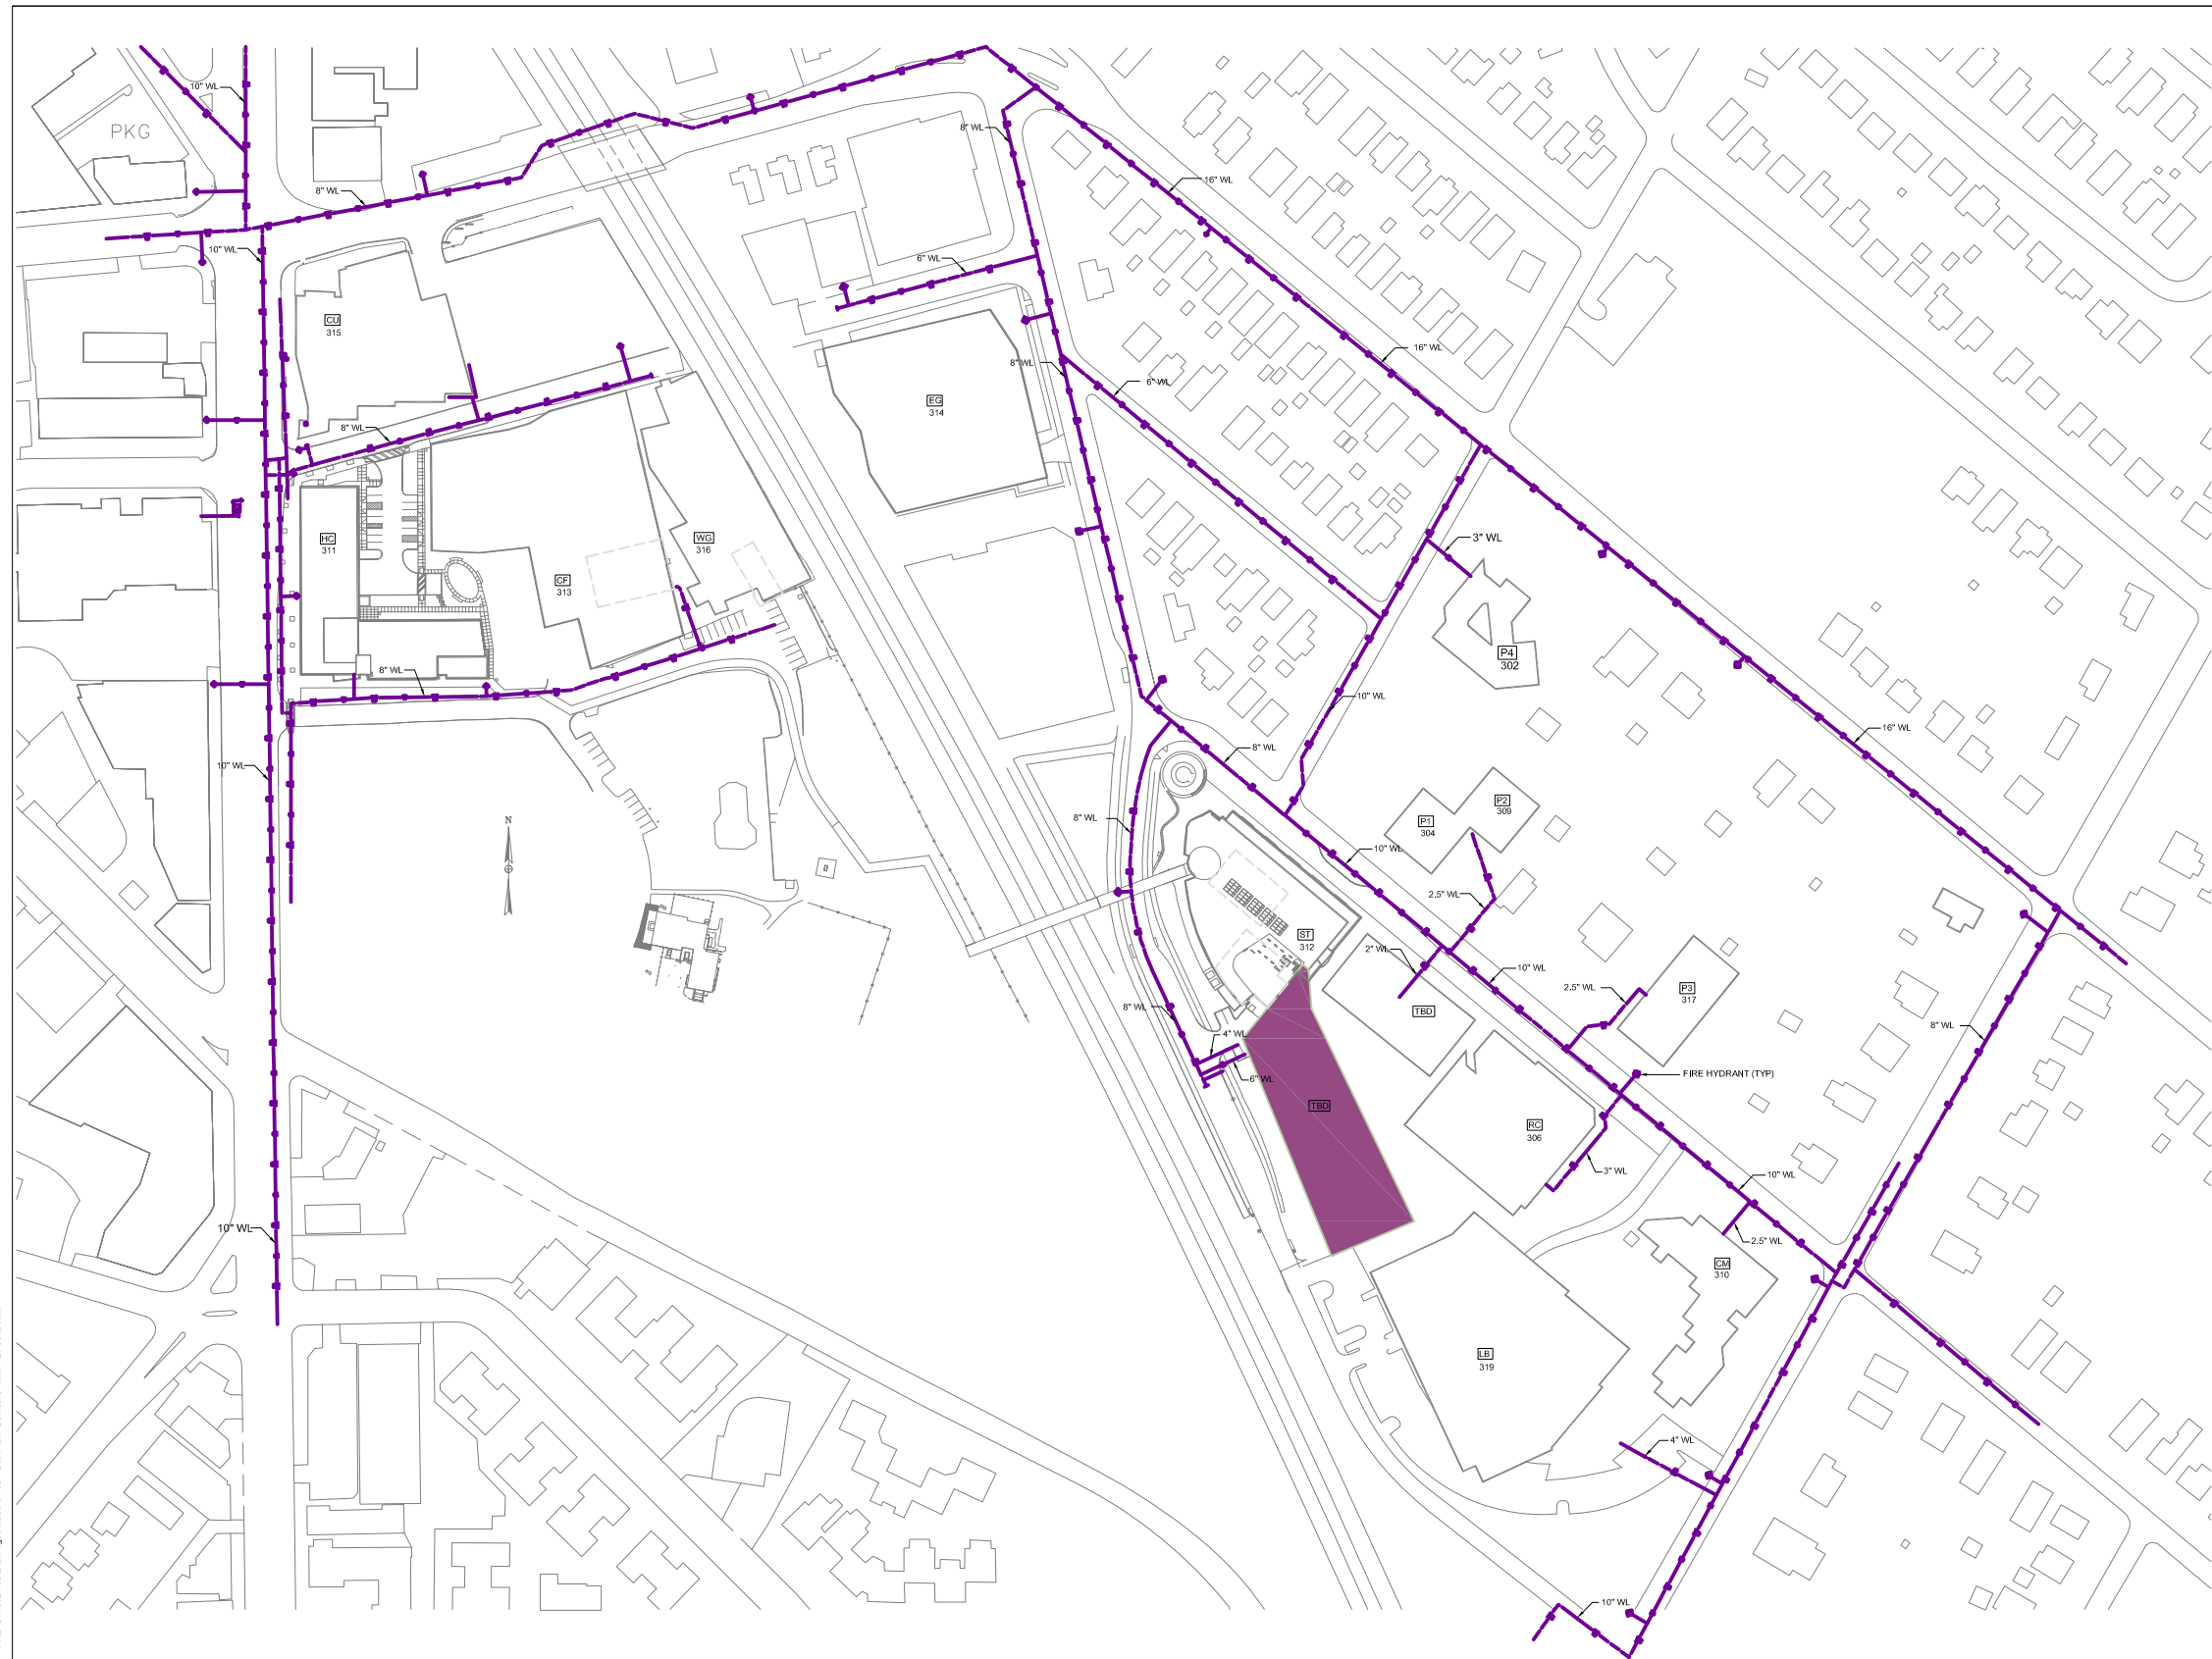 10" WL
PKG
8" WL
10" WL
8" WL
16" WL
6" WL
CU
315
8" WL
16" WL
6" WL
EG
314
8" WL
HC
311
WG
316
3" WL
CF
313
P4
302
8" WL
10" WL
8" WL
16" WL
10" WL
P2
309
N
8" WL
P1
304
10" WL
2.5" WL
ST
312
2" WL
10" WL
2.5" WL
P3
317
8" WL
TBD
8" WL
4" WL
6" WL
FIRE HYDRANT (TYP)
TBD
RC
306
3" WL
10" WL
10" WL
2.5" WL
CM
310
LB
319
4" WL
10" WL